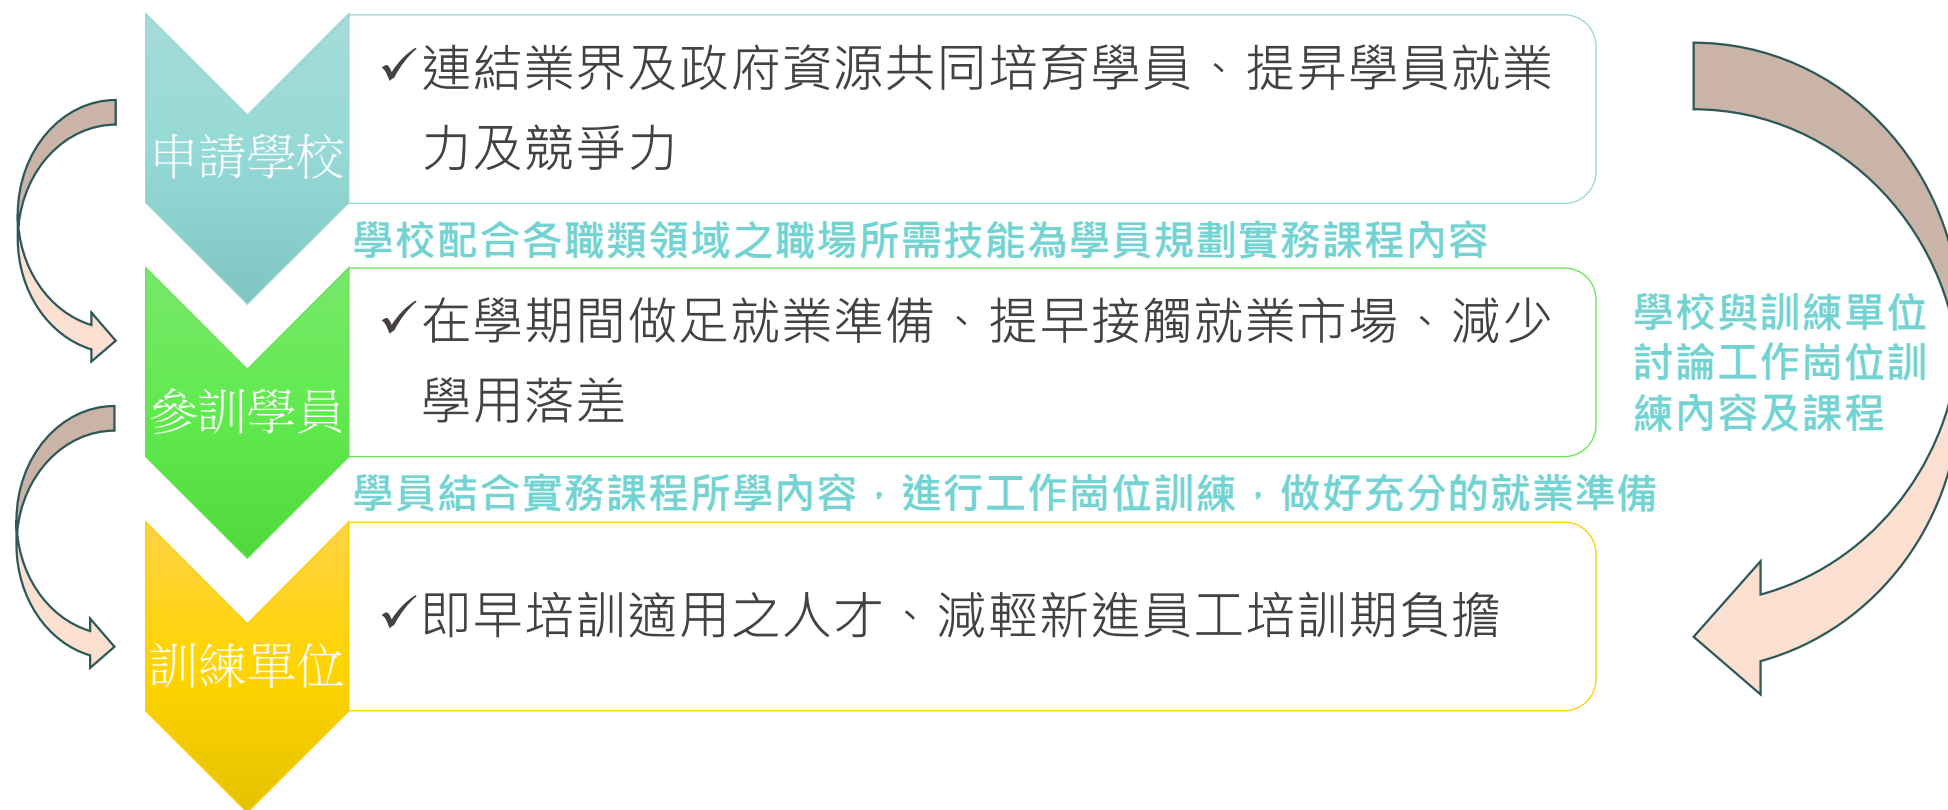 申請學校
✓連結業界及政府資源共同培育學員、提昇學員就業
力及競爭力
學校配合各職類領域之職場所需技能為學員規劃實務課程內容
參訓學員
✓在學期間做足就業準備、提早接觸就業市場、減少
學用落差
學員結合實務課程所學內容，進行工作崗位訓練，做好充分的就業準備
訓練單位
✓即早培訓適用之人才、減輕新進員工培訓期負擔
學校與訓練單位
討論工作崗位訓
練內容及課程